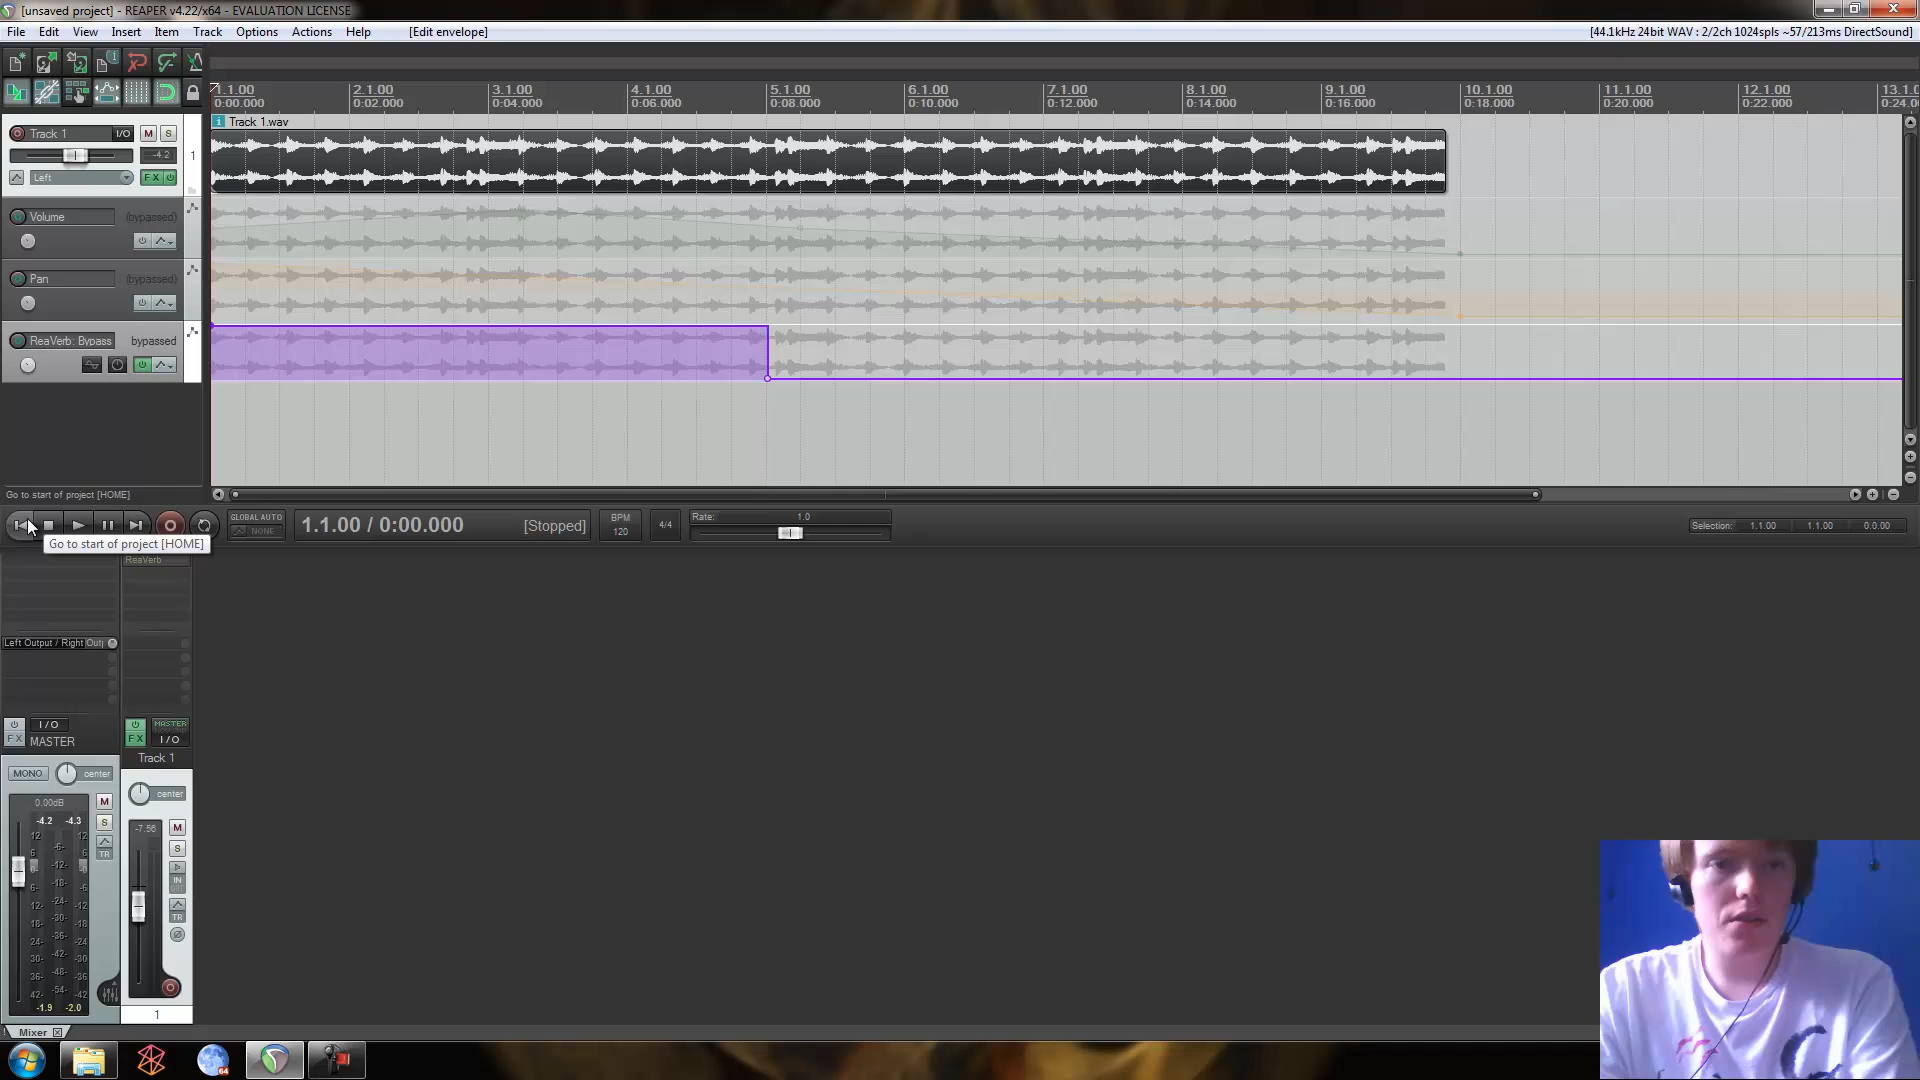 [unsaved project] - REAPER v4.22/x64 - EVALUATION LICENSE
File Edit View Insert Item Track Options Actions Help [Edit envelope]
[44.1kHz 24bit WAV : 2/2ch 1024spls ~57/213ms DirectSound]
1.1.00 2.1.00 3.1.00 4.1.00 5.1.00 6.1.00 7.1.00 8.1.00 9.1.00 10.1.00 11.1.00 12.1.00 13.1.0
0:00.000 0:02.000 0:04.000 0:06.000 0:08.000 0:10.000 0:12.000 0:14.000 0:16.000 0:18.000 0:20.000 0:22.000 0:24.0
i Track 1.wav
Track 1 I/O M S
-4.2 1
Left FX
Volume (bypassed)
Pan (bypassed)
ReaVerb: Bypass bypassed
Go to start of project [HOME]
GLOBAL AUTO
NONE
1.1.00 / 0:00.000 [Stopped]
BPM
120
4/4
Rate: 1.0
Selection: 1.1.00 1.1.00 0.0.00
Go to start of project [HOME]
ReaVerb
Left Output / Right Outp
I/O
FX MASTER
MASTER
FX I/O
Track 1
MONO center
center
0.00dB M
-4.2 -4.3 S
TR
-7.56 M
S
IN
TR
12 -6- 12
6 -12- 6
0 -18- 0
6- -24- -6
12- -30- -12
18- -36- -18
24- -42- -24
30- -48- -30
36- -54- -36
42- -42
-1.9 -2.0
1
Mixer
64